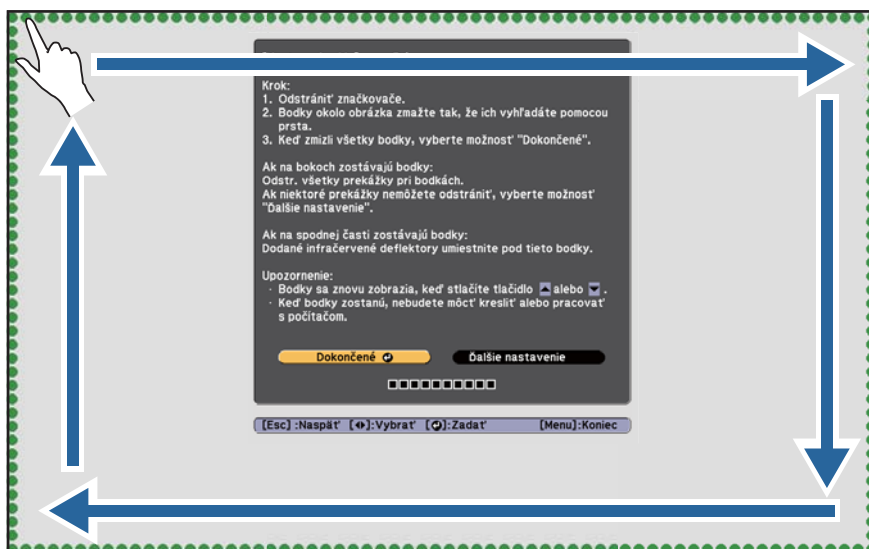 Krok:
1. Odstrániť značkovače.
2. Bodky okolo obrázka zmažte tak, že ich vyhľadáte pomocou
prsta.
3. Keď zmizli všetky bodky, vyberte možnosť "Dokončené".
Ak na bokoch zostávajú bodky:
Odstr. všetky prekážky pri bodkách.
Ak niektoré prekážky nemôžete odstrániť, vyberte možnosť
"Ďalšie nastavenie".
Ak na spodnej časti zostávajú bodky:
Dodané infračervené deflektory umiestnite pod tieto bodky.
Upozornenie:
· Bodky sa znovu zobrazia, keď stlačíte tlačidlo alebo .
· Keď bodky zostanú, nebudete môcť kresliť alebo pracovať
s počítačom.
Dokončené Ďalšie nastavenie
[Esc] :Naspäť [ ]:Vybrať [ ]:Zadať [Menu]:Koniec